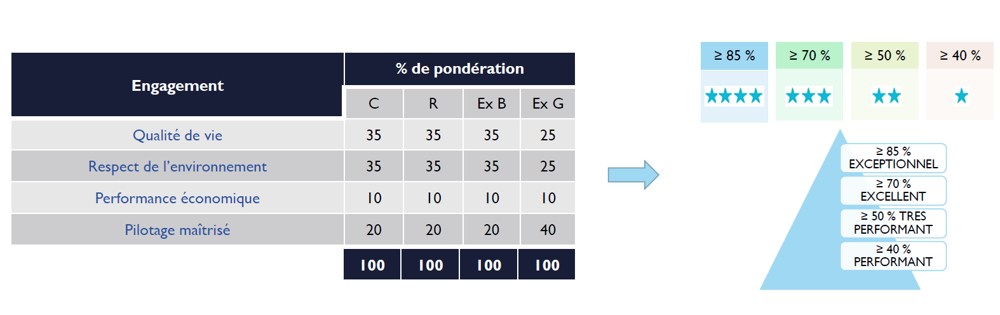 Engagement
% de pondération
C R Ex B Ex G
Qualité de vie 35 35 35 25
Respect de l’environnement 35 35 35 25
Performance économique 10 10 10 10
Pilotage maîtrisé 20 20 20 40
100 100 100 100
≥ 85 % ≥ 70 % ≥ 50 % ≥ 40 %
≥ 85 %
EXCEPTIONNEL
≥ 70 %
EXCELLENT
≥ 50 % TRES
PERFORMANT
≥ 40 %
PERFORMANT